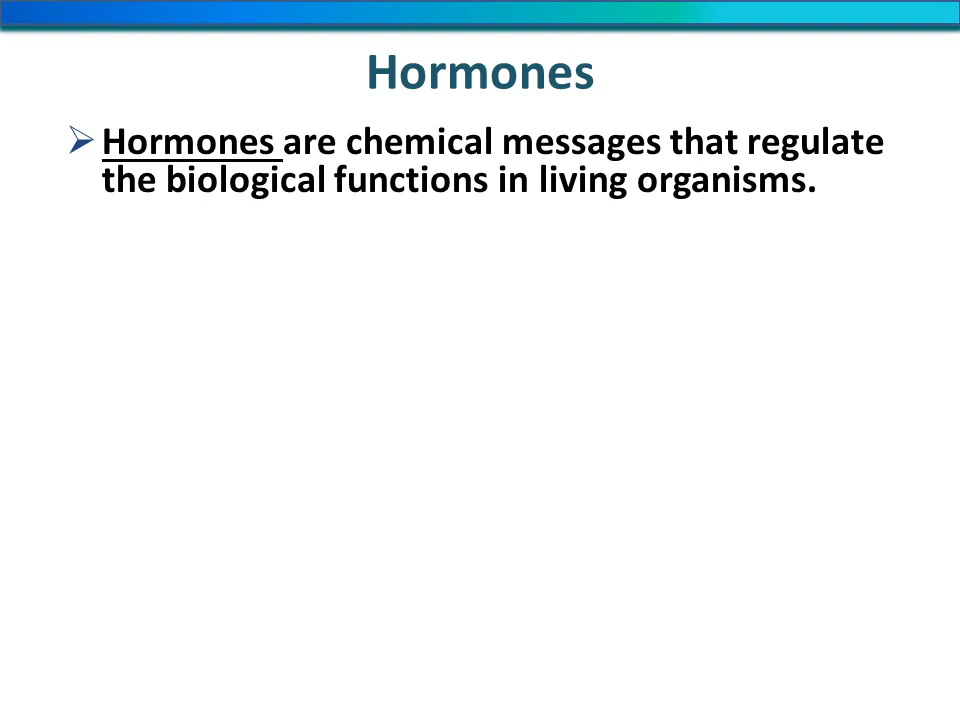 Hormones
Hormones are chemical messages that regulate
the biological functions in living organisms.